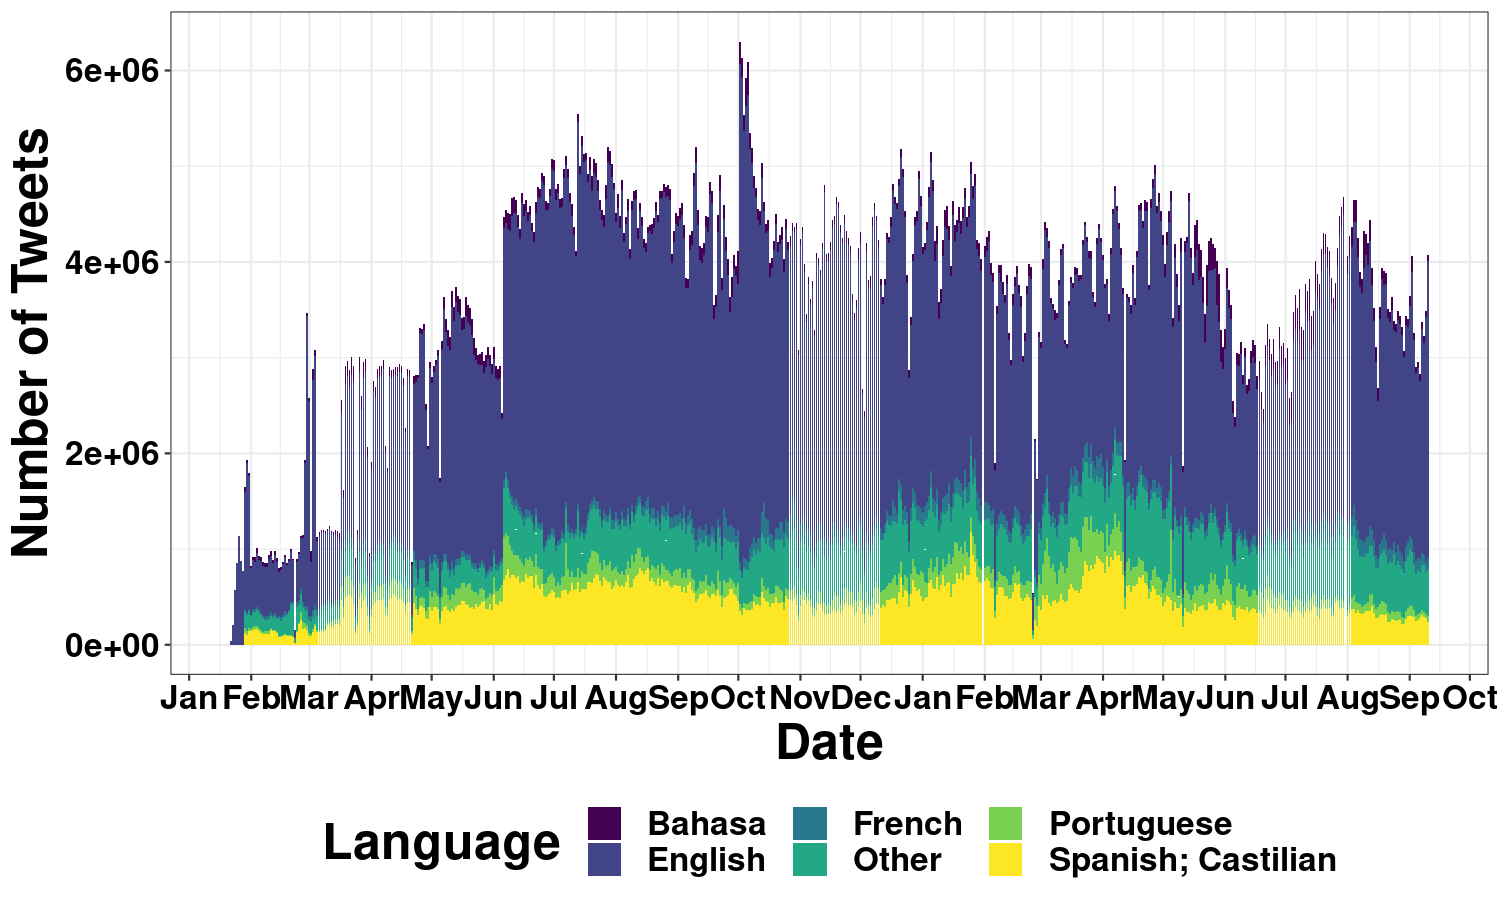 6e+06
4e+06
2e+06
0e+00
Number of Tweets
Jan Feb Mar Apr May Jun Jul Aug Sep Oct Nov Dec Jan Feb Mar Apr May Jun Jul Aug Sep Oct
Date
Language
Bahasa French Portuguese
English Other Spanish; Castilian